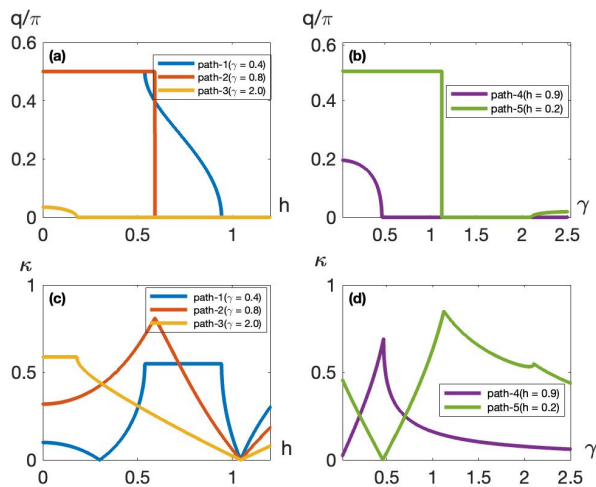 q/π
0.6
(a)
path-1(γ = 0.4)
path-2(γ = 0.8)
path-3(γ = 2.0)
0.4
0.2
0
0 0.5 1 h
q/π
0.6
(b)
path-4(h = 0.9)
path-5(h = 0.2)
0.4
0.2
0
0.5 1 1.5 2 2.5 γ
κ
1
(c)
path-1(γ = 0.4)
path-2(γ = 0.8)
path-3(γ = 2.0)
0.5
0
0 0.5 1 h
κ
1
(d)
0.5
path-4(h = 0.9)
path-5(h = 0.2)
0
0.5 1 1.5 2 2.5 γ